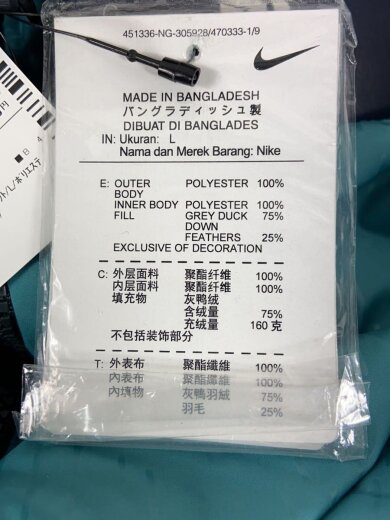 451336-NG-305928/470333-1/9
MADE IN BANGLADESH
バングラディッシュ製
DIBUAT DI BANGLADES
IN: Ukuran: L
Nama dan Merek Barang: Nike
E: OUTER POLYESTER 100%
BODY
INNER BODY POLYESTER 100%
FILL GREY DUCK 75%
DOWN
FEATHERS 25%
EXCLUSIVE OF DECORATION
C: 外层面料 聚酯纤维 100%
内层面料 聚酯纤维 100%
填充物 灰鸭绒
含绒量 75%
充绒量 160 克
不包括装饰部分
T: 外表布 聚酯纖維 100%
內表布 聚酯纖維 100%
內填物 灰鴨羽絨 75%
羽毛 25%